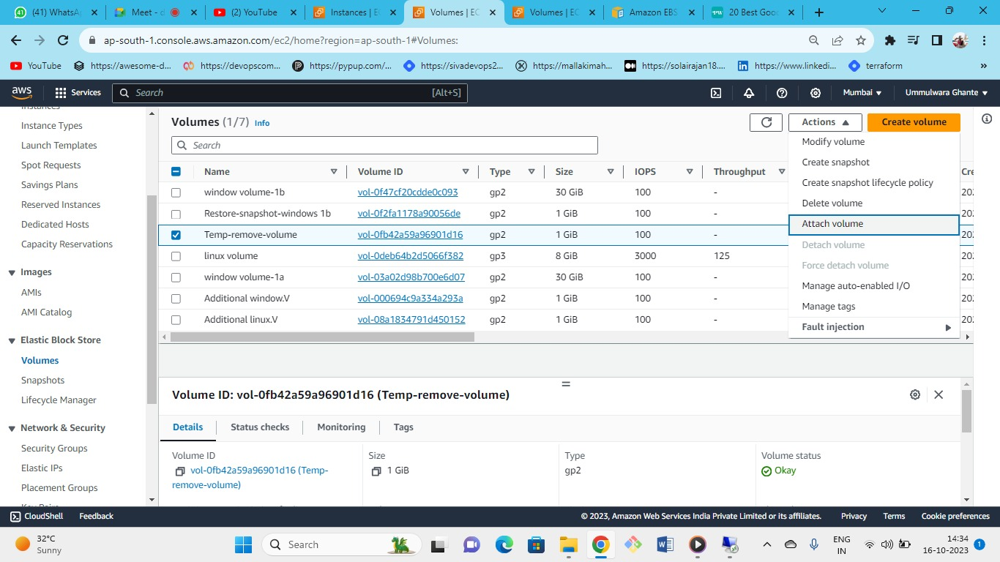 (41) WhatsA
Meet - d
(2) YouTube
Instances | E
Volumes | EC
Volumes | EC
Amazon EBS
20 Best Goo
ap-south-1.console.aws.amazon.com/ec2/home?region=ap-south-1#Volumes:
YouTube
https://awesome-d...
https://devopscom...
https://pypup.com/...
https://sivadevops2...
https://mallakimah...
https://solairajan18....
https://www.linkedi...
terraform
»
aws
Services
Search
[Alt+S]
Mumbai
Ummulwara Ghante
Instances
Instance Types
Launch Templates
Spot Requests
Savings Plans
Reserved Instances
Dedicated Hosts
Capacity Reservations
Images
AMIs
AMI Catalog
Elastic Block Store
Volumes
Snapshots
Lifecycle Manager
Network & Security
Security Groups
Elastic IPs
Placement Groups
Key Pairs
Volumes (1/7) Info
Actions
Create volume
Search
Name Volume ID Type Size IOPS Throughput Cre
window volume-1b vol-0f47cf20cdde0c093 gp2 30 GiB 100 - 202
Restore-snapshot-windows 1b vol-0f2fa1178a90056de gp2 1 GiB 100 - 202
Temp-remove-volume vol-0fb42a59a96901d16 gp2 1 GiB 100 - 202
linux volume vol-0deb64b2d5066f382 gp3 8 GiB 3000 125 202
window volume-1a vol-03a02d98b700e6d07 gp2 30 GiB 100 - 202
Additional window.V vol-000694c9a334a293a gp2 1 GiB 100 - 202
Additional linux.V vol-08a1834791d450152 gp2 1 GiB 100 - 202
Modify volume
Create snapshot
Create snapshot lifecycle policy
Delete volume
Attach volume
Detach volume
Force detach volume
Manage auto-enabled I/O
Manage tags
Fault injection
Volume ID: vol-0fb42a59a96901d16 (Temp-remove-volume)
Details
Status checks
Monitoring
Tags
Volume ID
vol-0fb42a59a96901d16 (Temp-
remove-volume)
Size
1 GiB
Type
gp2
Volume status
Okay
CloudShell
Feedback
© 2023, Amazon Web Services India Private Limited or its affiliates.
Privacy
Terms
Cookie preferences
32°C
Sunny
Search
ENG
IN
14:34
16-10-2023
1